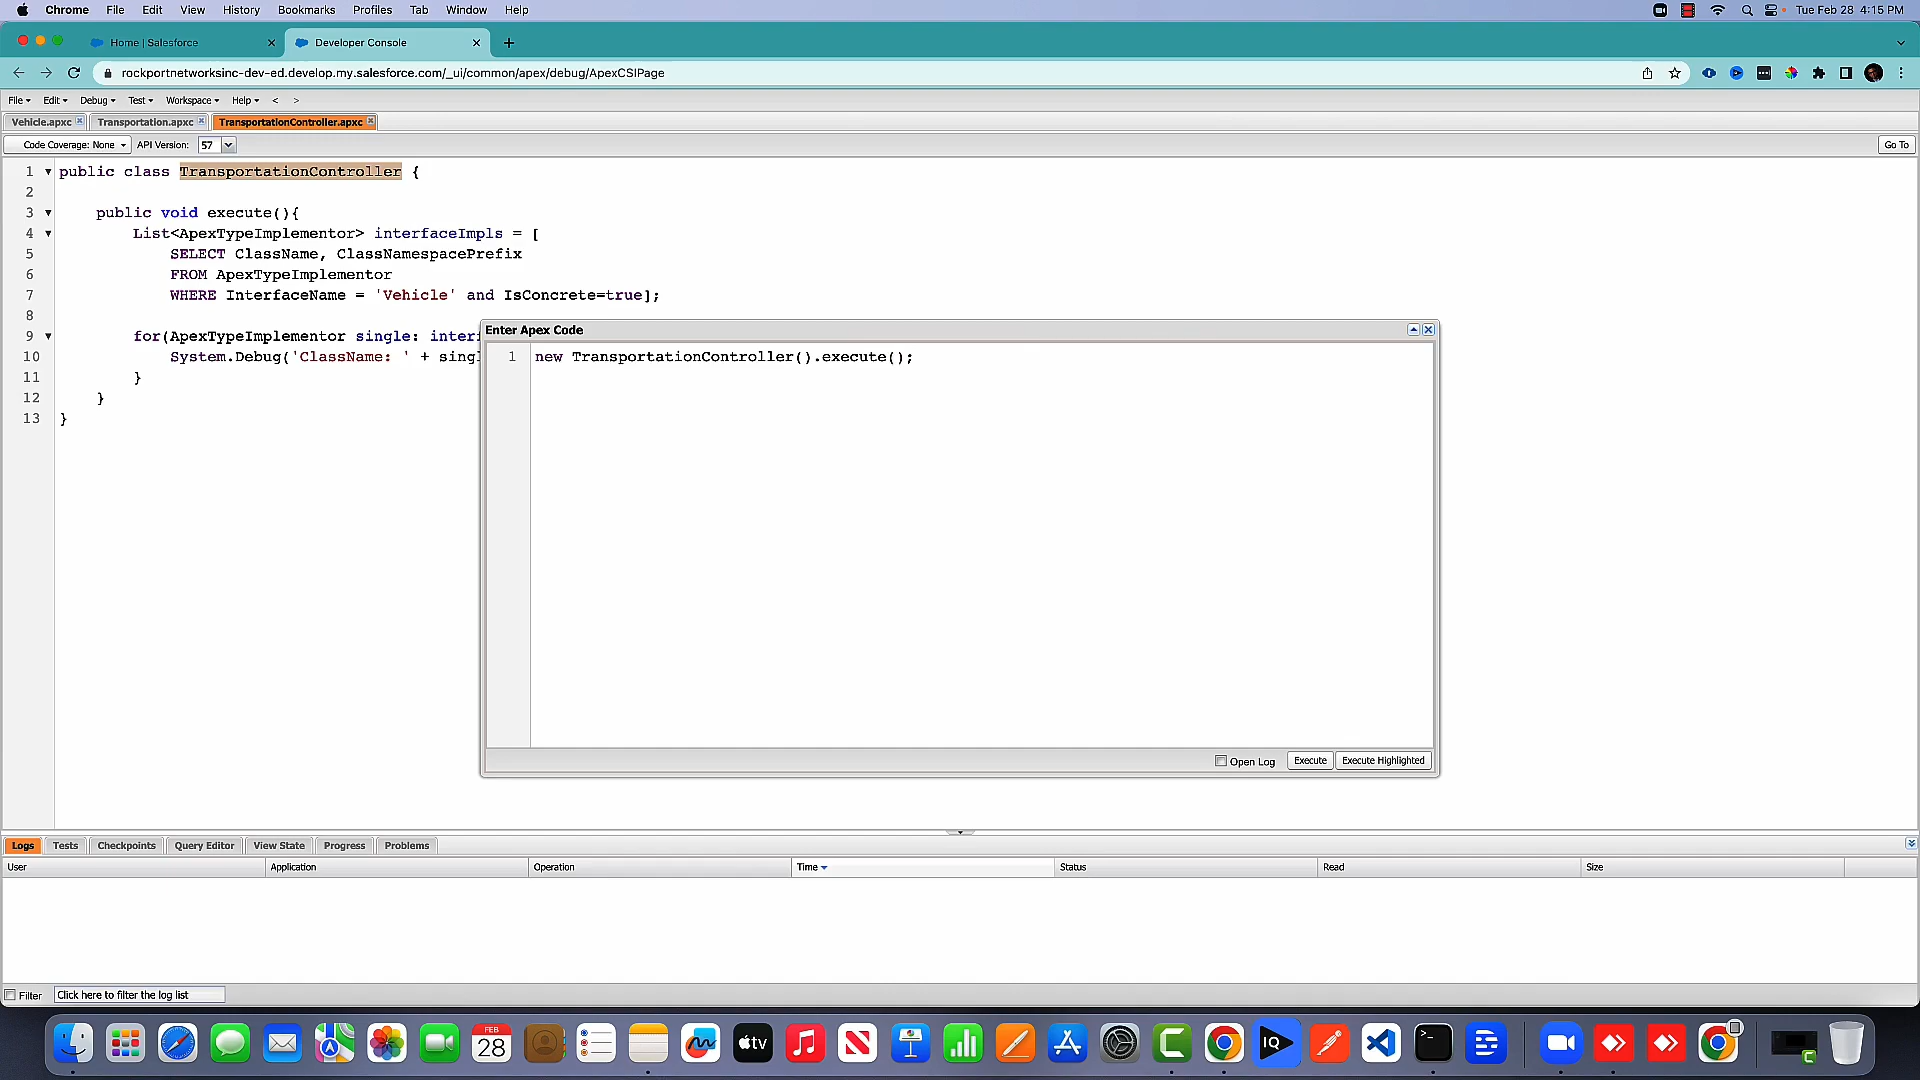 Chrome File Edit View History Bookmarks Profiles Tab Window Help Tue Feb 28 4:15 PM
Home | Salesforce Developer Console
rockportnetworksinc-dev-ed.develop.my.salesforce.com/_ui/common/apex/debug/ApexCSIPage
File Edit Debug Test Workspace Help < >
Vehicle.apxc Transportation.apxc TransportationController.apxc
Code Coverage: None API Version: 57 Go To
1 public class TransportationController {
2
3 public void execute(){
4 List<ApexTypeImplementor> interfaceImpls = [
5 SELECT ClassName, ClassNamespacePrefix
6 FROM ApexTypeImplementor
7 WHERE InterfaceName = 'Vehicle' and IsConcrete=true];
8
9 for(ApexTypeImplementor single: inter
10 System.Debug('ClassName: ' + sing
11 }
12 }
13 }
Enter Apex Code
1 new TransportationController().execute();
Open Log Execute Execute Highlighted
Logs Tests Checkpoints Query Editor View State Progress Problems
User Application Operation Time Status Read Size
Filter Click here to filter the log list
FEB
28
tv
IQ
>_